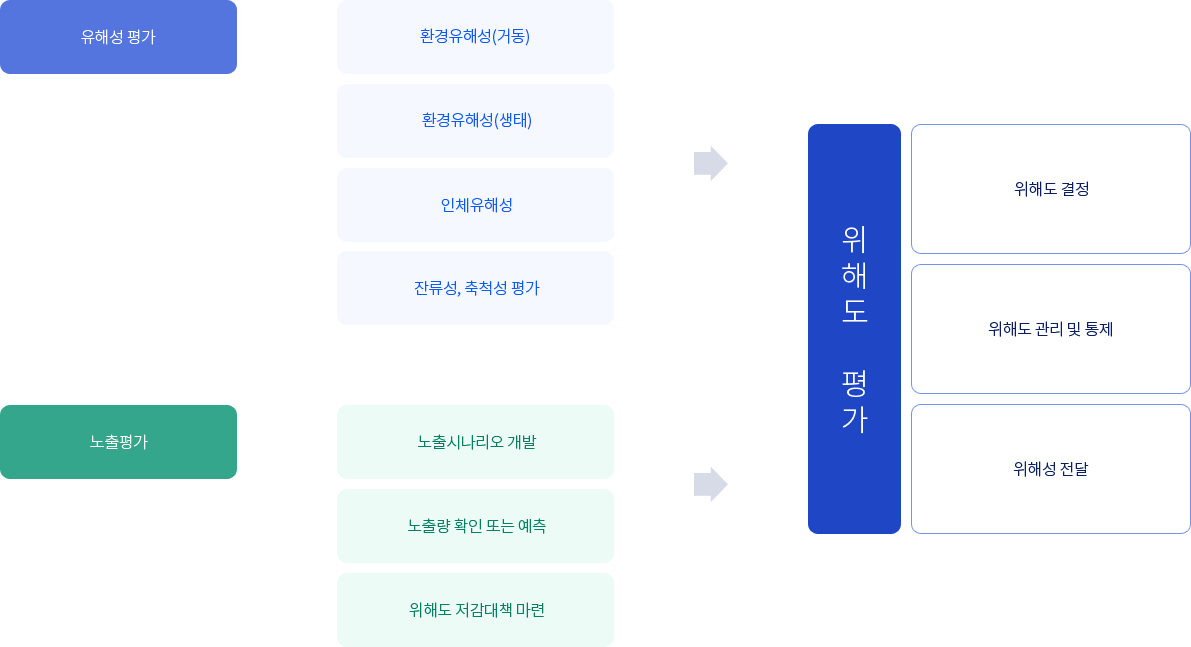 유해성 평가
환경유해성(거동)
환경유해성(생태)
인체유해성
잔류성, 축척성 평가
노출평가
노출시나리오 개발
노출량 확인 또는 예측
위해도 저감대책 마련
위
해
도
평
가
위해도 결정
위해도 관리 및 통제
위해성 전달